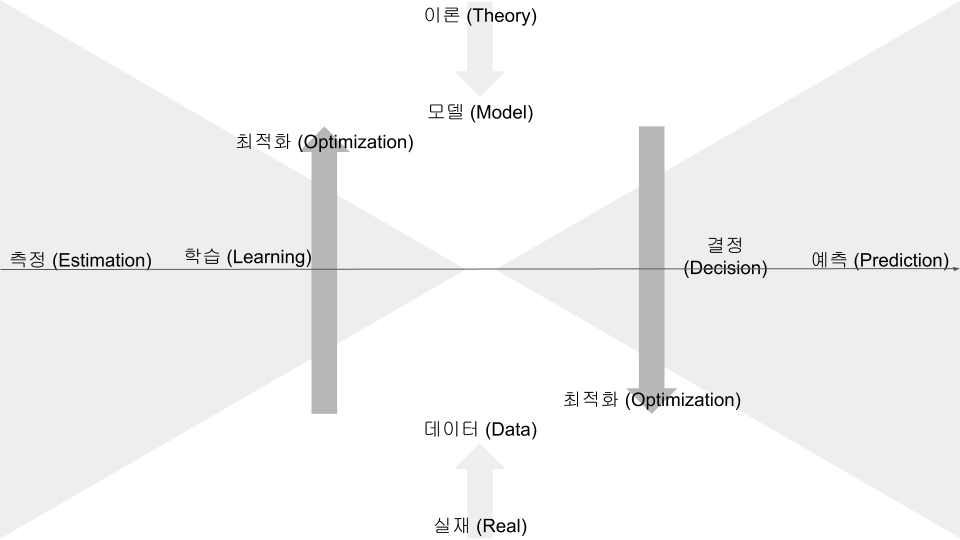 이론 (Theory)
모델 (Model)
최적화 (Optimization)
측정 (Estimation)
학습 (Learning)
결정
(Decision)
예측 (Prediction)
최적화 (Optimization)
데이터 (Data)
실재 (Real)